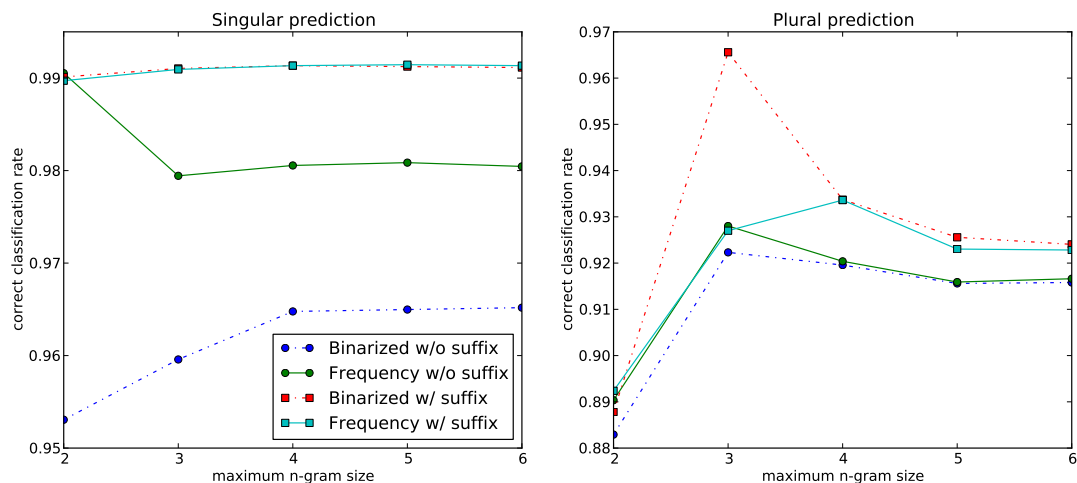 Singular prediction
correct classification rate
0.99
0.98
0.97
0.96
0.95
2 3 4 5 6
maximum n-gram size
Binarized w/o suffix
Frequency w/o suffix
Binarized w/ suffix
Frequency w/ suffix
Plural prediction
correct classification rate
0.97
0.96
0.95
0.94
0.93
0.92
0.91
0.90
0.89
0.88
2 3 4 5 6
maximum n-gram size